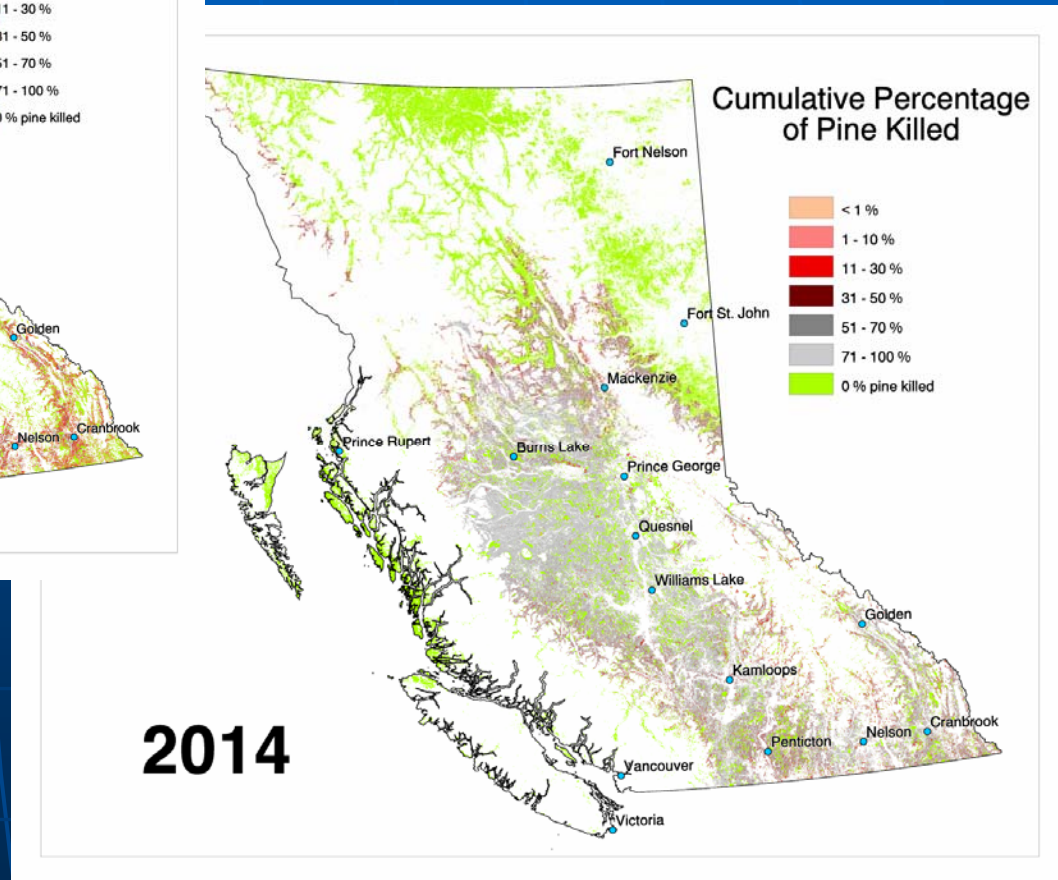 1 - 30 %
1 - 50 %
1 - 70 %
1 - 100 %
% pine killed
Golden
Nelson
Cranbrook
Cumulative Percentage
of Pine Killed
< 1 %
1 - 10 %
11 - 30 %
31 - 50 %
51 - 70 %
71 - 100 %
0 % pine killed
Fort Nelson
Fort St. John
Mackenzie
Prince Rupert
Burns Lake
Prince George
Quesnel
Williams Lake
Golden
Kamloops
Cranbrook
Nelson
Penticton
2014
Vancouver
Victoria